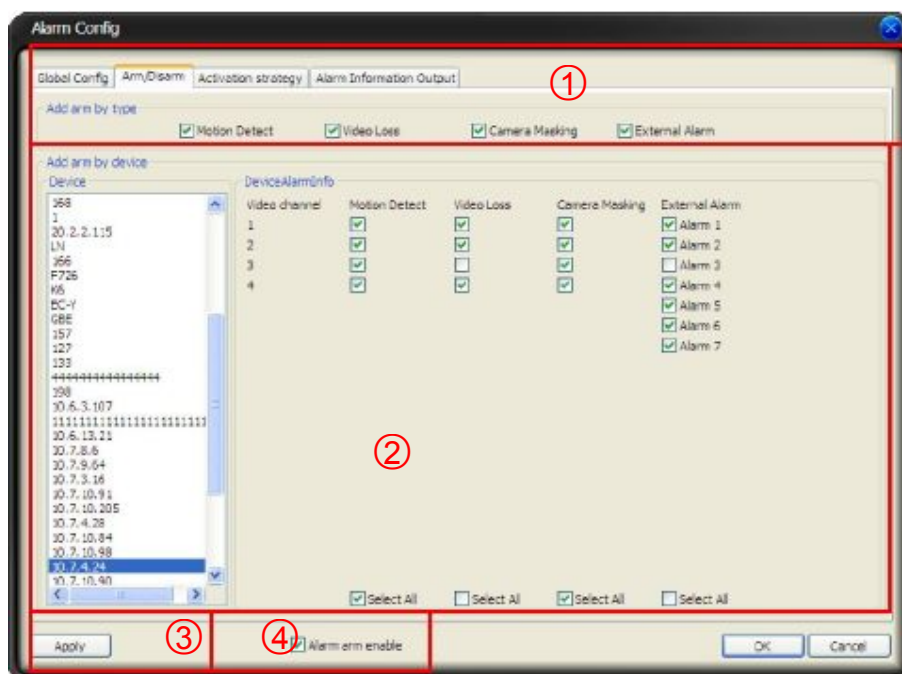 Alarm Config
Global Config Arm/Disarm Activation strategy Alarm Information Output
①
Add arm by type
Motion Detect Video Loss Camera Masking External Alarm
Add arm by device
Device DeviceAlarmInfo
168
1
20.2.2.115
LN
166
F726
K6
EC-Y
GBE
157
127
133
4444444444444444
198
10.6.3.107
10.6.13.21
10.7.8.6
10.7.9.64
10.7.3.16
10.7.10.91
10.7.10.205
10.7.4.28
10.7.10.84
10.7.10.98
10.7.4.24
10.7.10.90
Video channel Motion Detect Video Loss Camera Masking External Alarm
1 Alarm 1
2 Alarm 2
3 Alarm 3
4 Alarm 4
Alarm 5
Alarm 6
Alarm 7
②
Select All Select All Select All Select All
③ ④
Apply Alarm arm enable OK Cancel